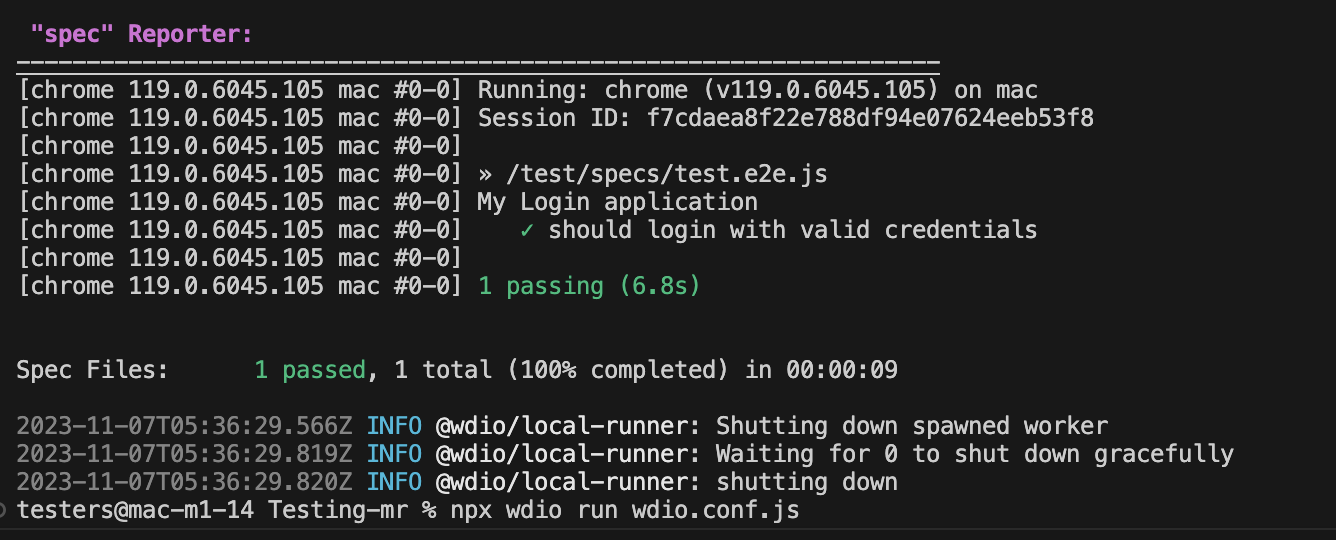 "spec" Reporter:
------------------------------------------------------------------
[chrome 119.0.6045.105 mac #0-0] Running: chrome (v119.0.6045.105) on mac
[chrome 119.0.6045.105 mac #0-0] Session ID: f7cdaea8f22e788df94e07624eeb53f8
[chrome 119.0.6045.105 mac #0-0]
[chrome 119.0.6045.105 mac #0-0] » /test/specs/test.e2e.js
[chrome 119.0.6045.105 mac #0-0] My Login application
[chrome 119.0.6045.105 mac #0-0]    ✓ should login with valid credentials
[chrome 119.0.6045.105 mac #0-0]
[chrome 119.0.6045.105 mac #0-0] 1 passing (6.8s)
Spec Files:      1 passed, 1 total (100% completed) in 00:00:09
2023-11-07T05:36:29.566Z INFO @wdio/local-runner: Shutting down spawned worker
2023-11-07T05:36:29.819Z INFO @wdio/local-runner: Waiting for 0 to shut down gracefully
2023-11-07T05:36:29.820Z INFO @wdio/local-runner: shutting down
testers@mac-m1-14 Testing-mr % npx wdio run wdio.conf.js